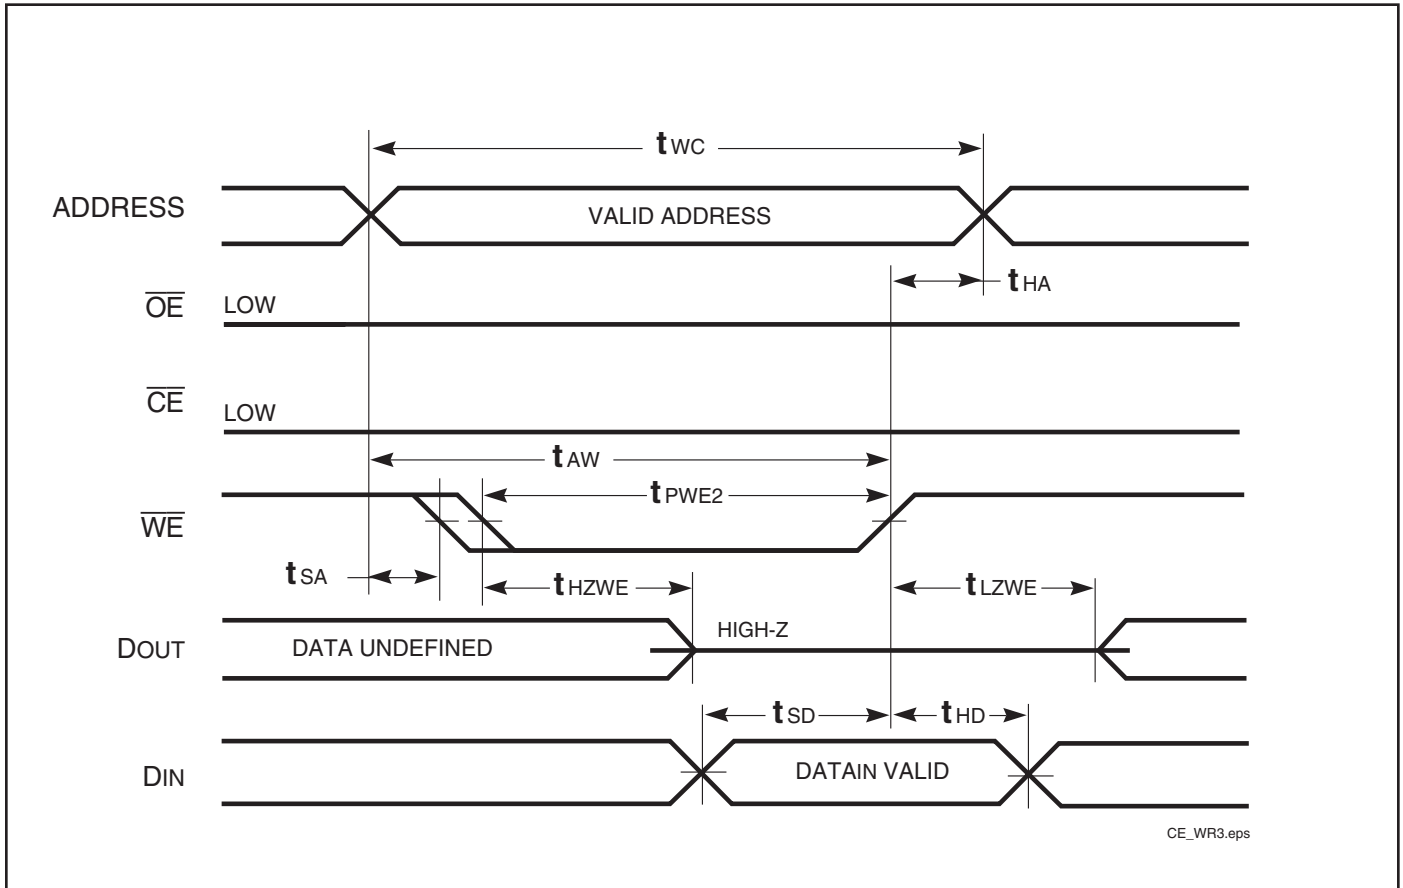 tWC
ADDRESS
VALID ADDRESS
tHA
OE
LOW
CE
LOW
tAW
tPWE2
WE
tSA
tHZWE
tLZWE
DOUT
DATA UNDEFINED
HIGH-Z
tSD
tHD
DIN
DATAIN VALID
CE_WR3.eps